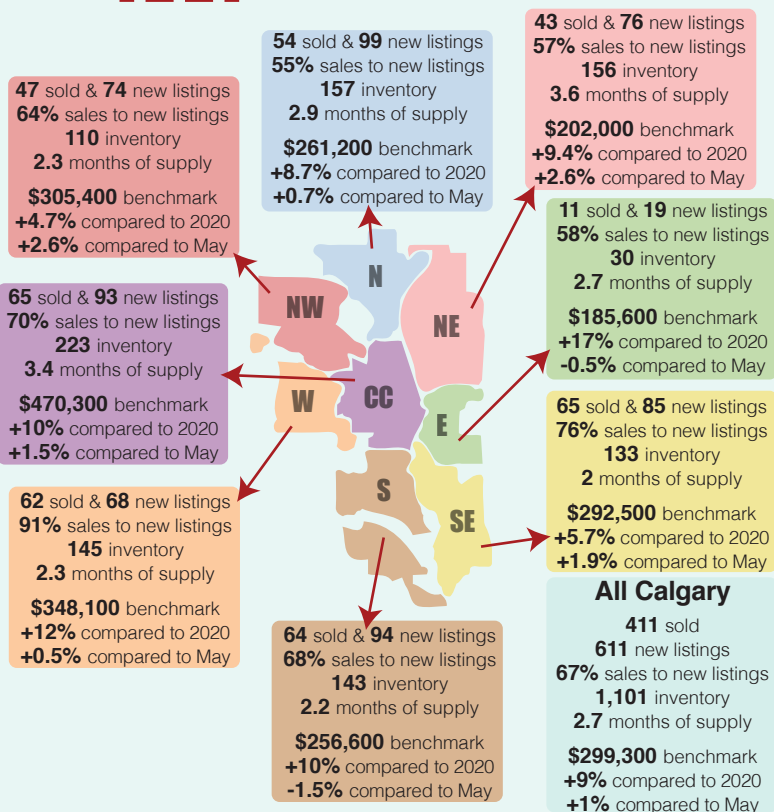 54 sold & 99 new listings
55% sales to new listings
157 inventory
2.9 months of supply
$261,200 benchmark
+8.7% compared to 2020
+0.7% compared to May
43 sold & 76 new listings
57% sales to new listings
156 inventory
3.6 months of supply
$202,000 benchmark
+9.4% compared to 2020
+2.6% compared to May
47 sold & 74 new listings
64% sales to new listings
110 inventory
2.3 months of supply
$305,400 benchmark
+4.7% compared to 2020
+2.6% compared to May
11 sold & 19 new listings
58% sales to new listings
30 inventory
2.7 months of supply
$185,600 benchmark
+17% compared to 2020
-0.5% compared to May
N
NW
NE
65 sold & 93 new listings
70% sales to new listings
223 inventory
3.4 months of supply
$470,300 benchmark
+10% compared to 2020
+1.5% compared to May
W
CC
E
65 sold & 85 new listings
76% sales to new listings
133 inventory
2 months of supply
$292,500 benchmark
+5.7% compared to 2020
+1.9% compared to May
S
SE
62 sold & 68 new listings
91% sales to new listings
145 inventory
2.3 months of supply
$348,100 benchmark
+12% compared to 2020
+0.5% compared to May
64 sold & 94 new listings
68% sales to new listings
143 inventory
2.2 months of supply
$256,600 benchmark
+10% compared to 2020
-1.5% compared to May
All Calgary
411 sold
611 new listings
67% sales to new listings
1,101 inventory
2.7 months of supply
$299,300 benchmark
+9% compared to 2020
+1% compared to May